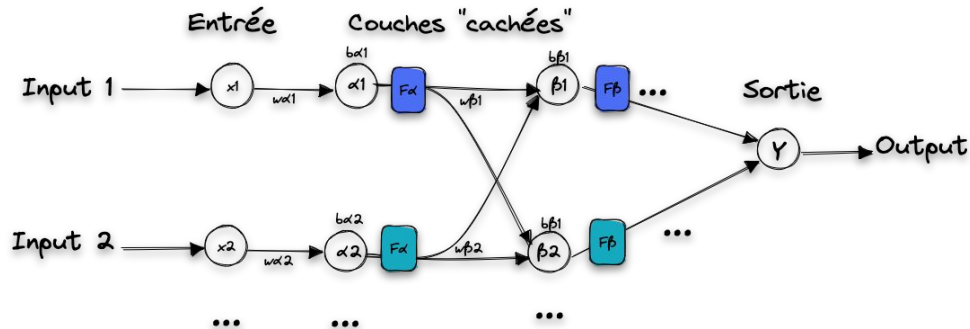 Entrée
Couches "cachées"
bα1
bβ1
Input 1
x1
wα1
α1
Fα
wβ1
β1
Fβ
...
Sortie
Y
Output
bα2
bβ1
Input 2
x2
wα2
α2
Fα
wβ2
β2
Fβ
...
...
...
...